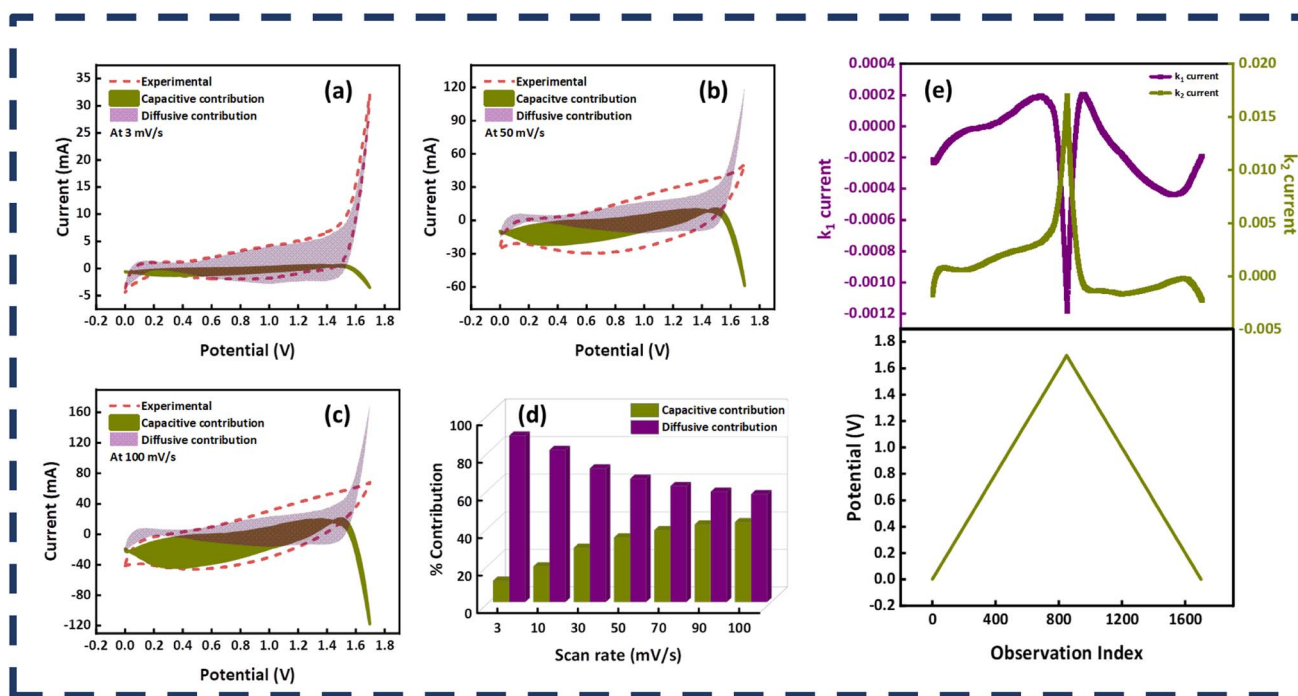 35
30
25
20
15
10
5
0
-5
Current (mA)
Experimental
Capacitive contribution
Diffusive contribution
At 3 mV/s
(a)
-0.2 0.0 0.2 0.4 0.6 0.8 1.0 1.2 1.4 1.6 1.8
Potential (V)
120
90
60
30
0
-30
-60
Current (mA)
Experimental
Capacitve contribution
Diffusive contribution
At 50 mV/s
(b)
-0.2 0.0 0.2 0.4 0.6 0.8 1.0 1.2 1.4 1.6 1.8
Potential (V)
160
120
80
40
0
-40
-80
-120
Current (mA)
Experimental
Capacitive contribution
Diffusive contribution
At 100 mV/s
(c)
-0.2 0.0 0.2 0.4 0.6 0.8 1.0 1.2 1.4 1.6 1.8
Potential (V)
100
80
60
40
20
0
% Contribution
(d)
Capacitive contribution
Diffusive contribution
3 10 30 50 70 90 100
Scan rate (mV/s)
0.0004
0.0002
0.0000
-0.0002
-0.0004
-0.0006
-0.0008
-0.0010
-0.0012
k₁ current
(e)
k₁ current
k₂ current
0.020
0.015
0.010
0.005
0.000
-0.005
k₂ current
1.8
1.6
1.4
1.2
1.0
0.8
0.6
0.4
0.2
0.0
-0.2
Potential (V)
0 400 800 1200 1600
Observation Index